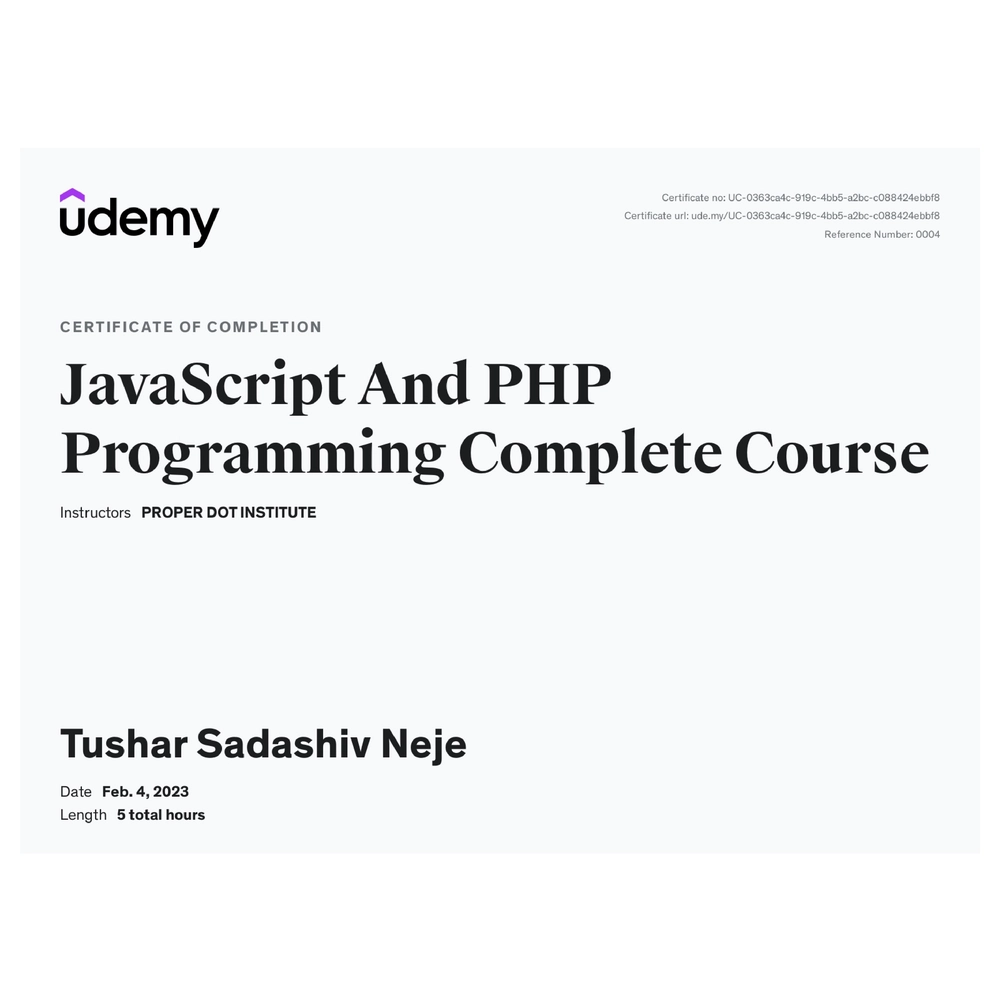 udemy
Certificate no: UC-0363ca4c-919c-4bb5-a2bc-c088424ebbf8
Certificate url: ude.my/UC-0363ca4c-919c-4bb5-a2bc-c088424ebbf8
Reference Number: 0004
CERTIFICATE OF COMPLETION
JavaScript And PHP
Programming Complete Course
Instructors PROPER DOT INSTITUTE
Tushar Sadashiv Neje
Date Feb. 4, 2023
Length 5 total hours